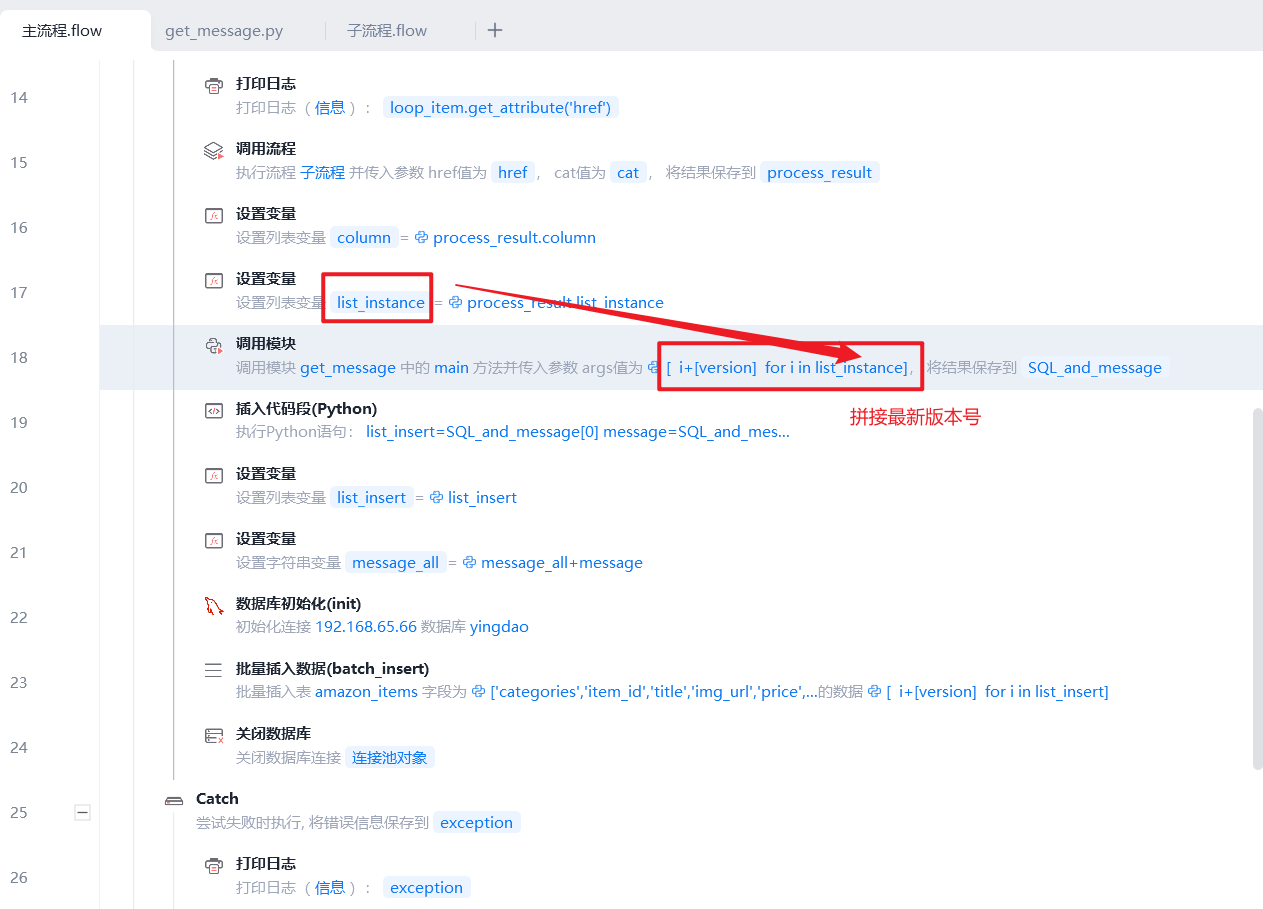 主流程.flow get_message.py 子流程.flow
14 打印日志
打印日志（信息）： loop_item.get_attribute('href')
15 调用流程
执行流程 子流程 并传入参数 href值为 href ， cat值为 cat ， 将结果保存到 process_result
16 设置变量
设置列表变量 column = process_result.column
17 设置变量
设置列表变量 list_instance = process_result.list_instance
18 调用模块
调用模块 get_message 中的 main 方法并传入参数 args值为 [ i+[version] for i in list_instance], 将结果保存到 SQL_and_message
拼接最新版本号
19 插入代码段(Python)
执行Python语句： list_insert=SQL_and_message[0] message=SQL_and_mes...
20 设置变量
设置列表变量 list_insert = list_insert
21 设置变量
设置字符串变量 message_all = message_all+message
22 数据库初始化(init)
初始化连接 192.168.65.66 数据库 yingdao
23 批量插入数据(batch_insert)
批量插入表 amazon_items 字段为 ['categories','item_id','title','img_url','price',...的数据 [ i+[version] for i in list_insert]
24 关闭数据库
关闭数据库连接 连接池对象
25 Catch
尝试失败时执行, 将错误信息保存到 exception
26 打印日志
打印日志（信息）： exception